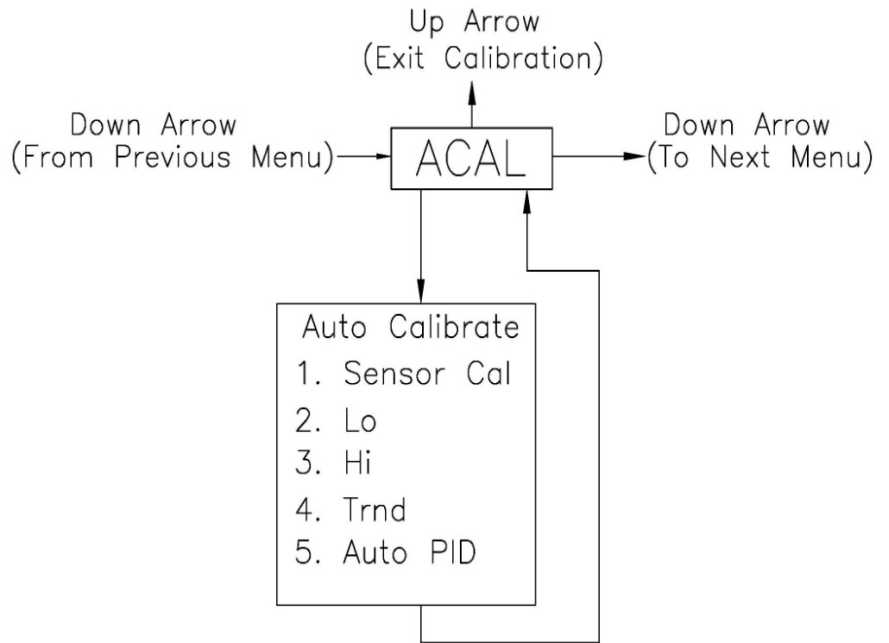 Up Arrow
(Exit Calibration)
Down Arrow
(From Previous Menu)
ACAL
Down Arrow
(To Next Menu)
Auto Calibrate
1. Sensor Cal
2. Lo
3. Hi
4. Trnd
5. Auto PID